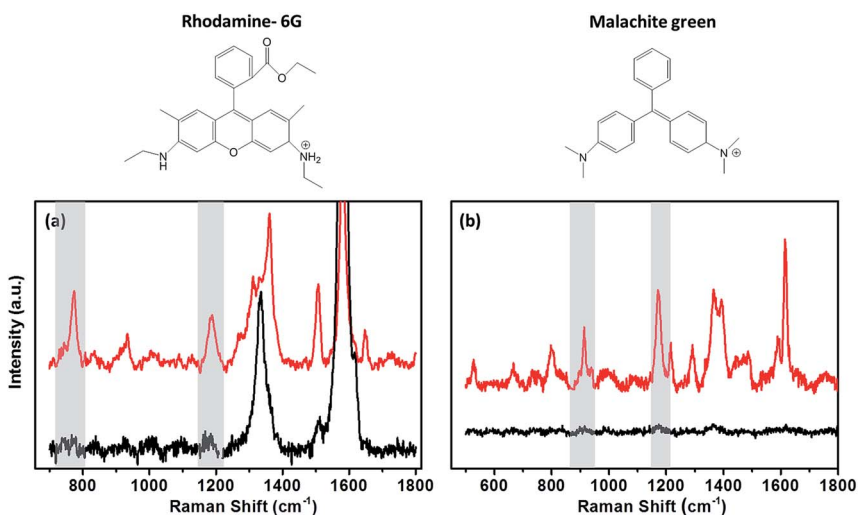 Rhodamine- 6G
Malachite green
O
O
O
N
H
⊕
NH₂
N
N
⊕
(a)
(b)
Intensity (a.u.)
800 1000 1200 1400 1600 1800
600 800 1000 1200 1400 1600 1800
Raman Shift (cm⁻¹)
Raman Shift (cm⁻¹)